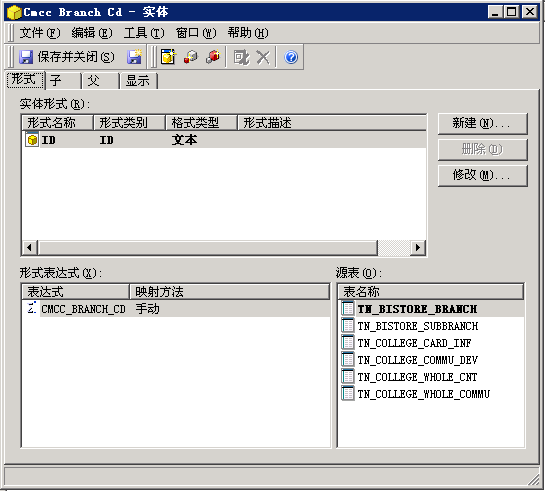 Cmcc Branch Cd - 实体
文件(F) 编辑(E) 工具(T) 窗口(W) 帮助(H)
保存并关闭(S)
形式 子 父 显示
实体形式(R):
形式名称 形式类别 格式类型 形式描述
ID ID 文本
新建(N)...
删除(D)
修改(M)...
形式表达式(X):
表达式 映射方法
CMCC_BRANCH_CD 手动
源表(O):
表名称
TN_BISTORE_BRANCH
TN_BISTORE_SUBBRANCH
TN_COLLEGE_CARD_INF
TN_COLLEGE_COMMU_DEV
TN_COLLEGE_WHOLE_CNT
TN_COLLEGE_WHOLE_COMMU